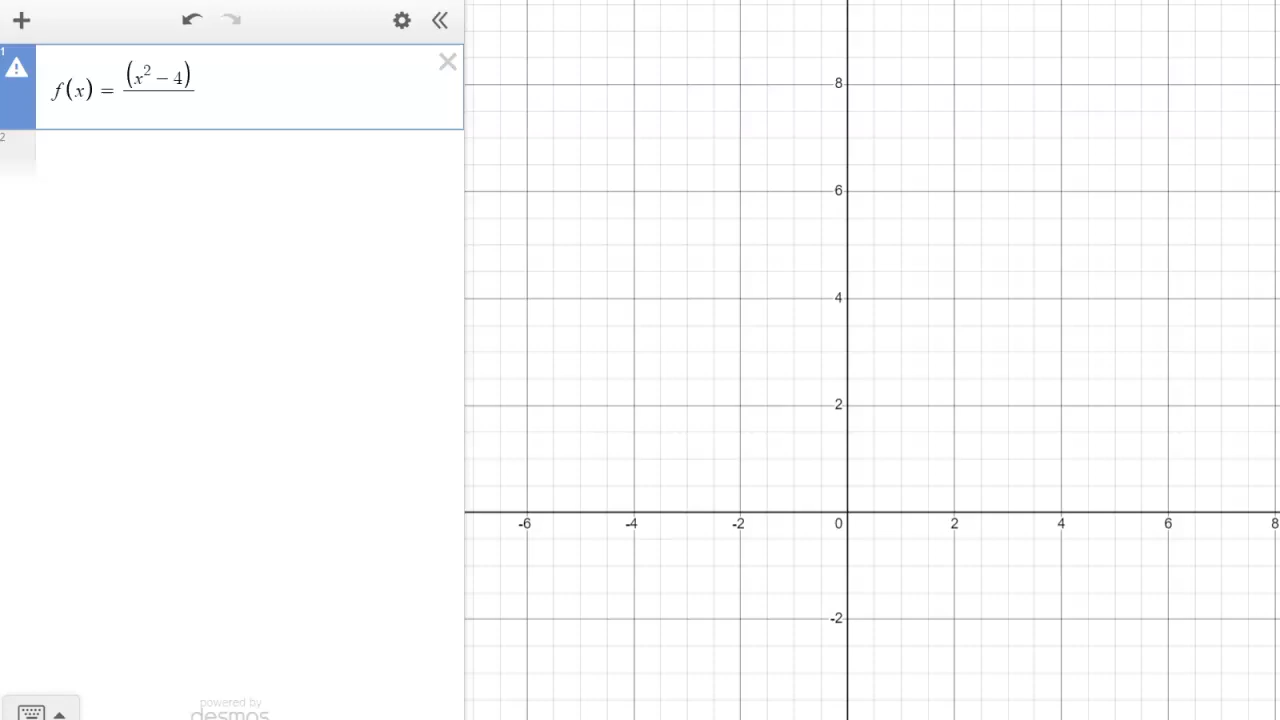 1
f(x) = (x² − 4)
2
8
6
4
2
-6 -4 -2 0 2 4 6 8
-2
powered by
desmos